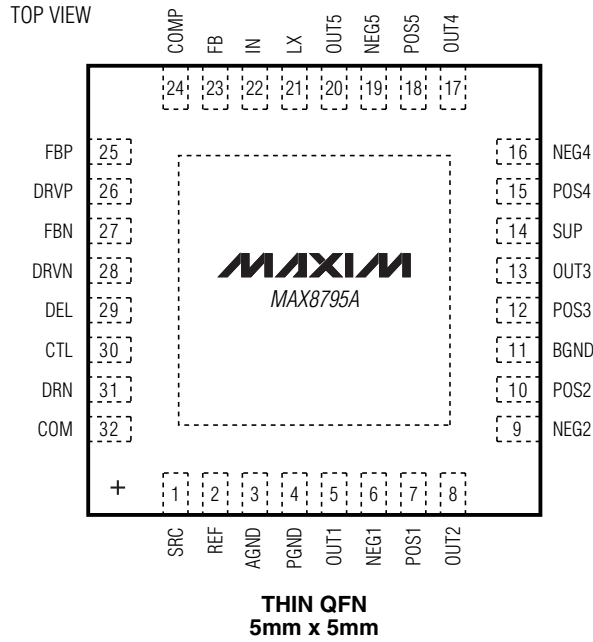 TOP VIEW
COMP FB IN LX OUT5 NEG5 POS5 OUT4
24 23 22 21 20 19 18 17
FBP 25
DRVP 26
FBN 27
DRVN 28
DEL 29
CTL 30
DRN 31
COM 32
MAXIM
MAX8795A
16 NEG4
15 POS4
14 SUP
13 OUT3
12 POS3
11 BGND
10 POS2
9 NEG2
+
1 2 3 4 5 6 7 8
SRC REF AGND PGND OUT1 NEG1 POS1 OUT2
THIN QFN
5mm x 5mm